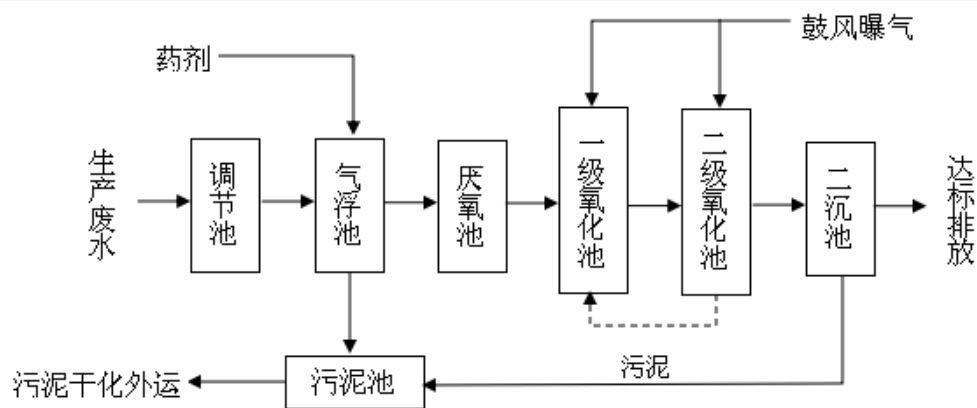 鼓风曝气
药剂
生产废水
调节池
气浮池
厌氧池
一级氧化池
二级氧化池
二沉池
达标排放
污泥
污泥池
污泥干化外运